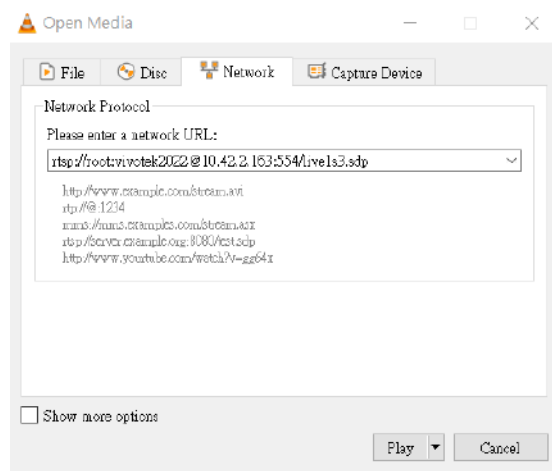 Open Media
File Disc Network Capture Device
Network Protocol
Please enter a network URL:
rtsp://root:vivotek2022@10.42.2.163:554/live1s3.sdp
http://www.example.com/stream.avi
rtp://@:1234
mms://mms.examples.com/stream.asx
rtsp://server.example.org:8080/test.sdp
http://www.yourtube.com/watch?v=gg64x
Show more options
Play Cancel